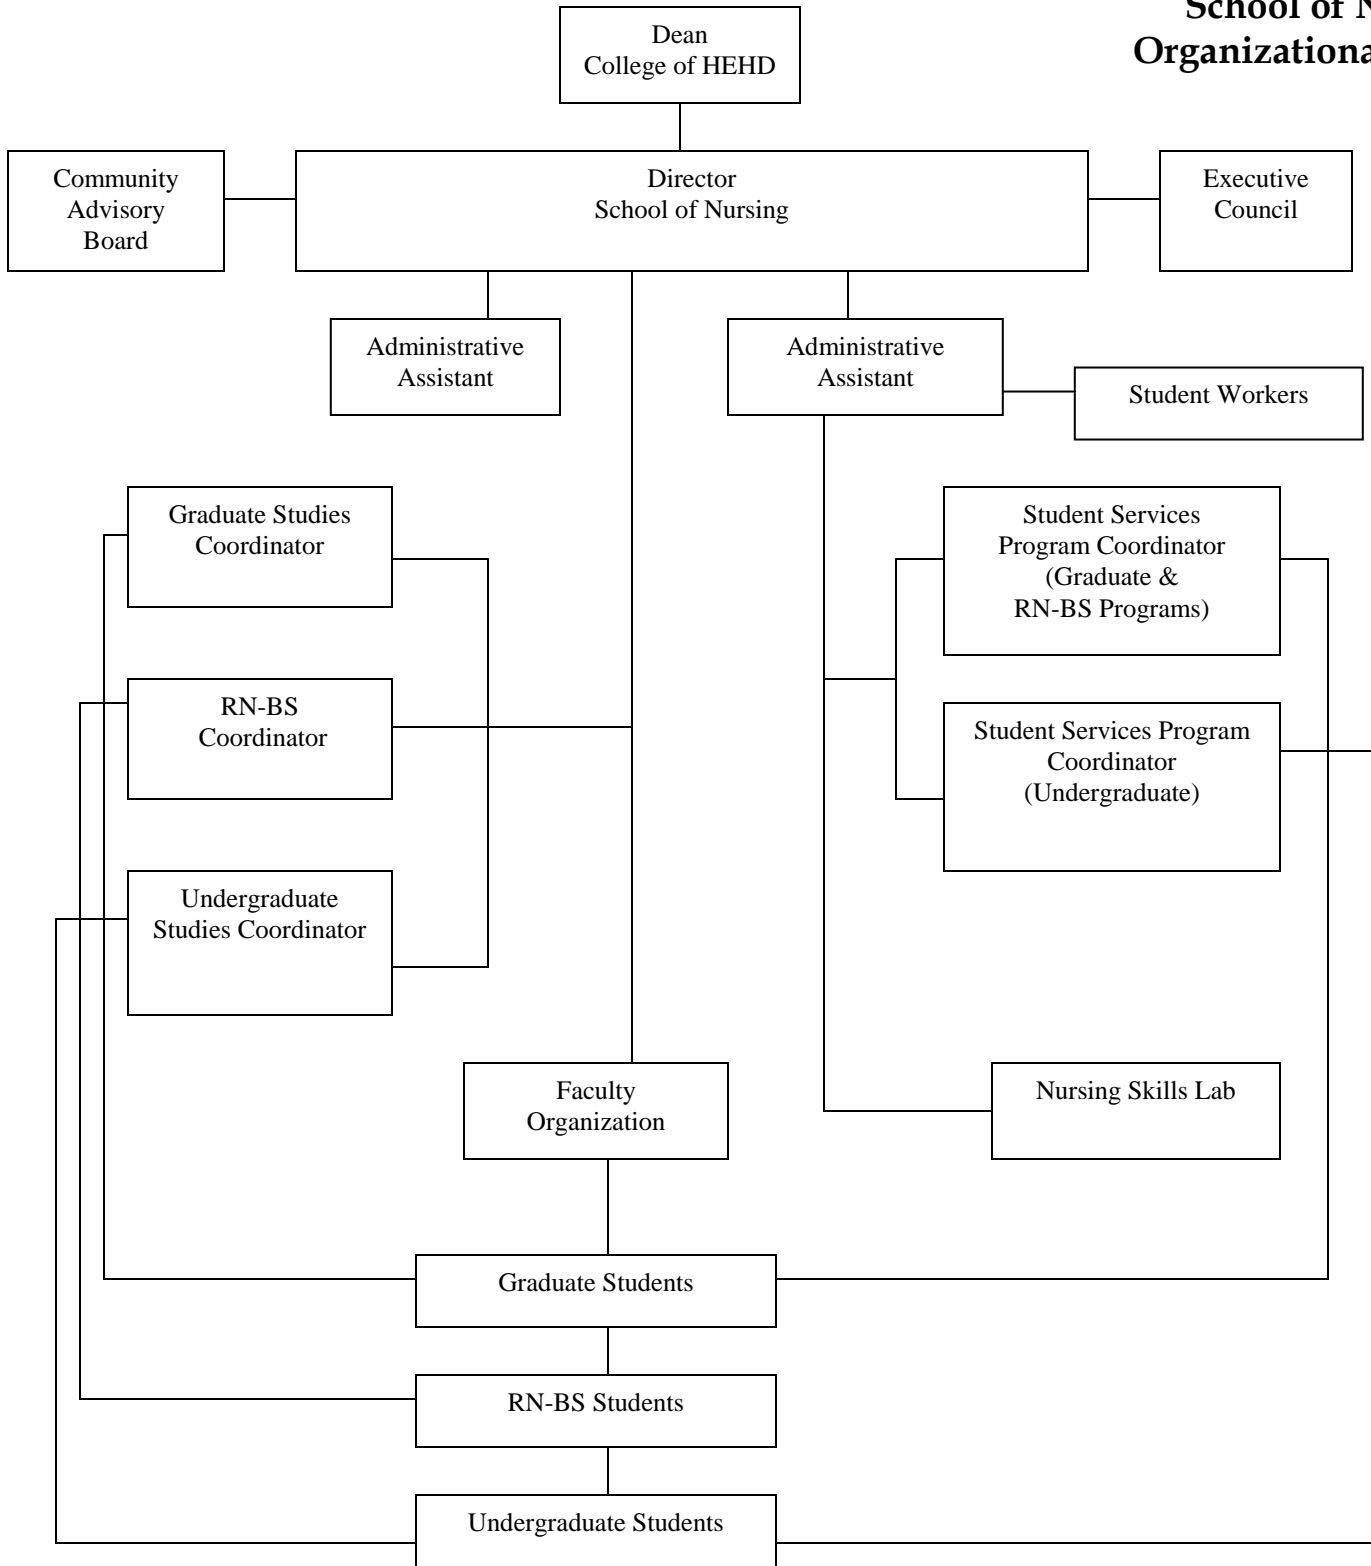 School of
Organizationa
Dean
College of HEHD
Community
Advisory
Board
Director
School of Nursing
Executive
Council
Administrative
Assistant
Administrative
Assistant
Student Workers
Graduate Studies
Coordinator
Student Services
Program Coordinator
(Graduate &
RN-BS Programs)
RN-BS
Coordinator
Student Services Program
Coordinator
(Undergraduate)
Undergraduate
Studies Coordinator
Faculty
Organization
Nursing Skills Lab
Graduate Students
RN-BS Students
Undergraduate Students